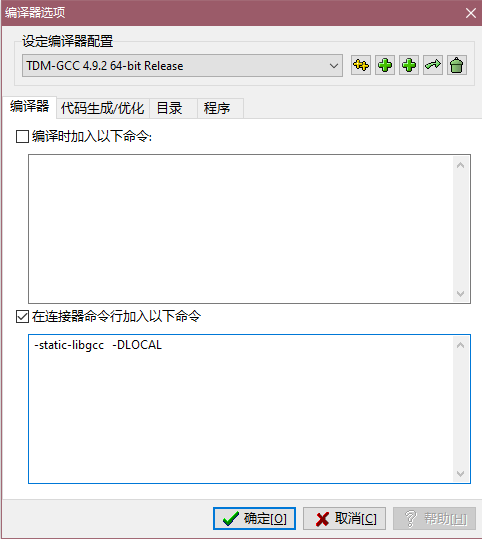 编译器选项
设定编译器配置
TDM-GCC 4.9.2 64-bit Release
编译器 代码生成/优化 目录 程序
编译时加入以下命令:
在连接器命令行加入以下命令
-static-libgcc -DLOCAL
确定[O] 取消[C] 帮助[H]